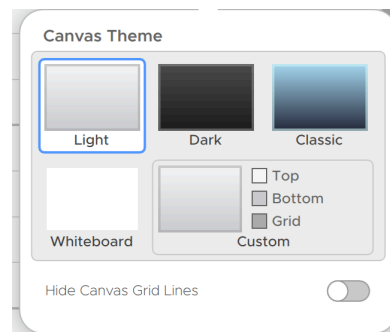 Canvas Theme
Light
Dark
Classic
Whiteboard
Top
Bottom
Grid
Custom
Hide Canvas Grid Lines